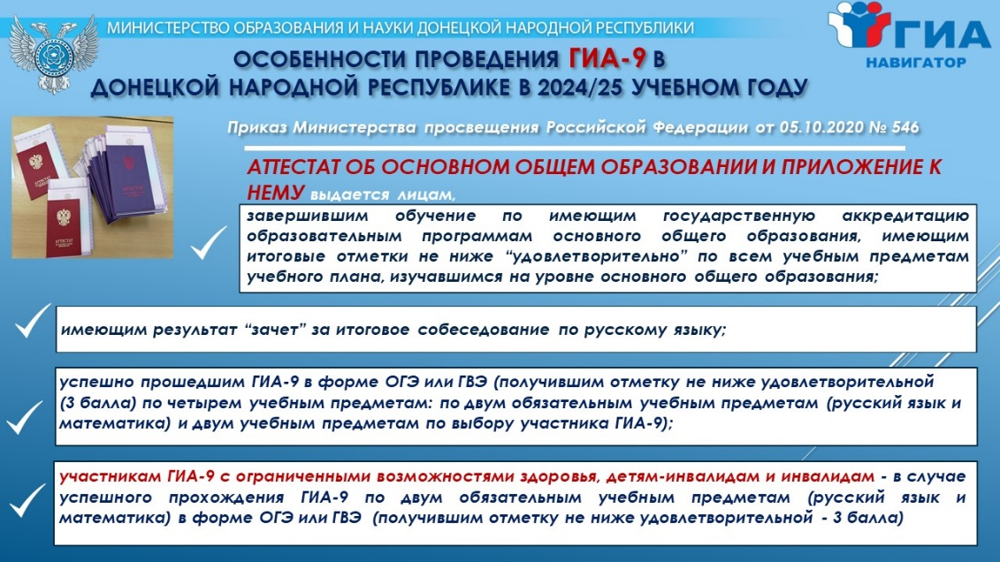 МИНИСТЕРСТВО ОБРАЗОВАНИЯ И НАУКИ ДОНЕЦКОЙ НАРОДНОЙ РЕСПУБЛИКИ
ГИА
НАВИГАТОР
ОСОБЕННОСТИ ПРОВЕДЕНИЯ ГИА-9 В
ДОНЕЦКОЙ НАРОДНОЙ РЕСПУБЛИКЕ В 2024/25 УЧЕБНОМ ГОДУ
Приказ Министерства просвещения Российской Федерации от 05.10.2020 № 546
АТТЕСТАТ ОБ ОСНОВНОМ ОБЩЕМ ОБРАЗОВАНИИ И ПРИЛОЖЕНИЕ К
НЕМУ выдается лицам,
АТТЕСТАТ
АТТЕСТАТ
АТТЕСТАТ
завершившим обучение по имеющим государственную аккредитацию
образовательным программам основного общего образования, имеющим
итоговые отметки не ниже “удовлетворительно” по всем учебным предметам
учебного плана, изучавшимся на уровне основного общего образования;
имеющим результат “зачет” за итоговое собеседование по русскому языку;
успешно прошедшим ГИА-9 в форме ОГЭ или ГВЭ (получившим отметку не ниже удовлетворительной
(3 балла) по четырем учебным предметам: по двум обязательным учебным предметам (русский язык и
математика) и двум учебным предметам по выбору участника ГИА-9);
участникам ГИА-9 с ограниченными возможностями здоровья, детям-инвалидам и инвалидам - в случае
успешного прохождения ГИА-9 по двум обязательным учебным предметам (русский язык и
математика) в форме ОГЭ или ГВЭ (получившим отметку не ниже удовлетворительной - 3 балла)